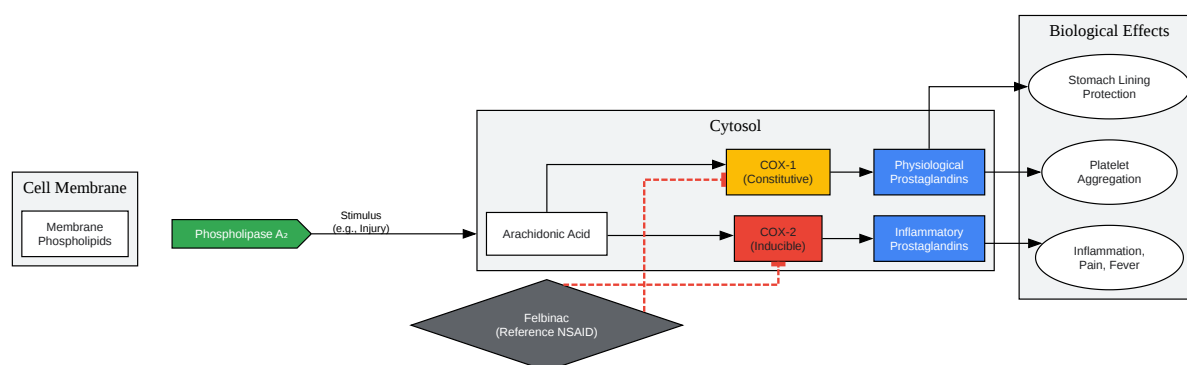 Cell Membrane
Membrane
Phospholipids
Phospholipase A₂
Stimulus
(e.g., Injury)
Cytosol
Arachidonic Acid
COX-1
(Constitutive)
Physiological
Prostaglandins
COX-2
(Inducible)
Inflammatory
Prostaglandins
Felbinac
(Reference NSAID)
Biological Effects
Stomach Lining
Protection
Platelet
Aggregation
Inflammation,
Pain, Fever